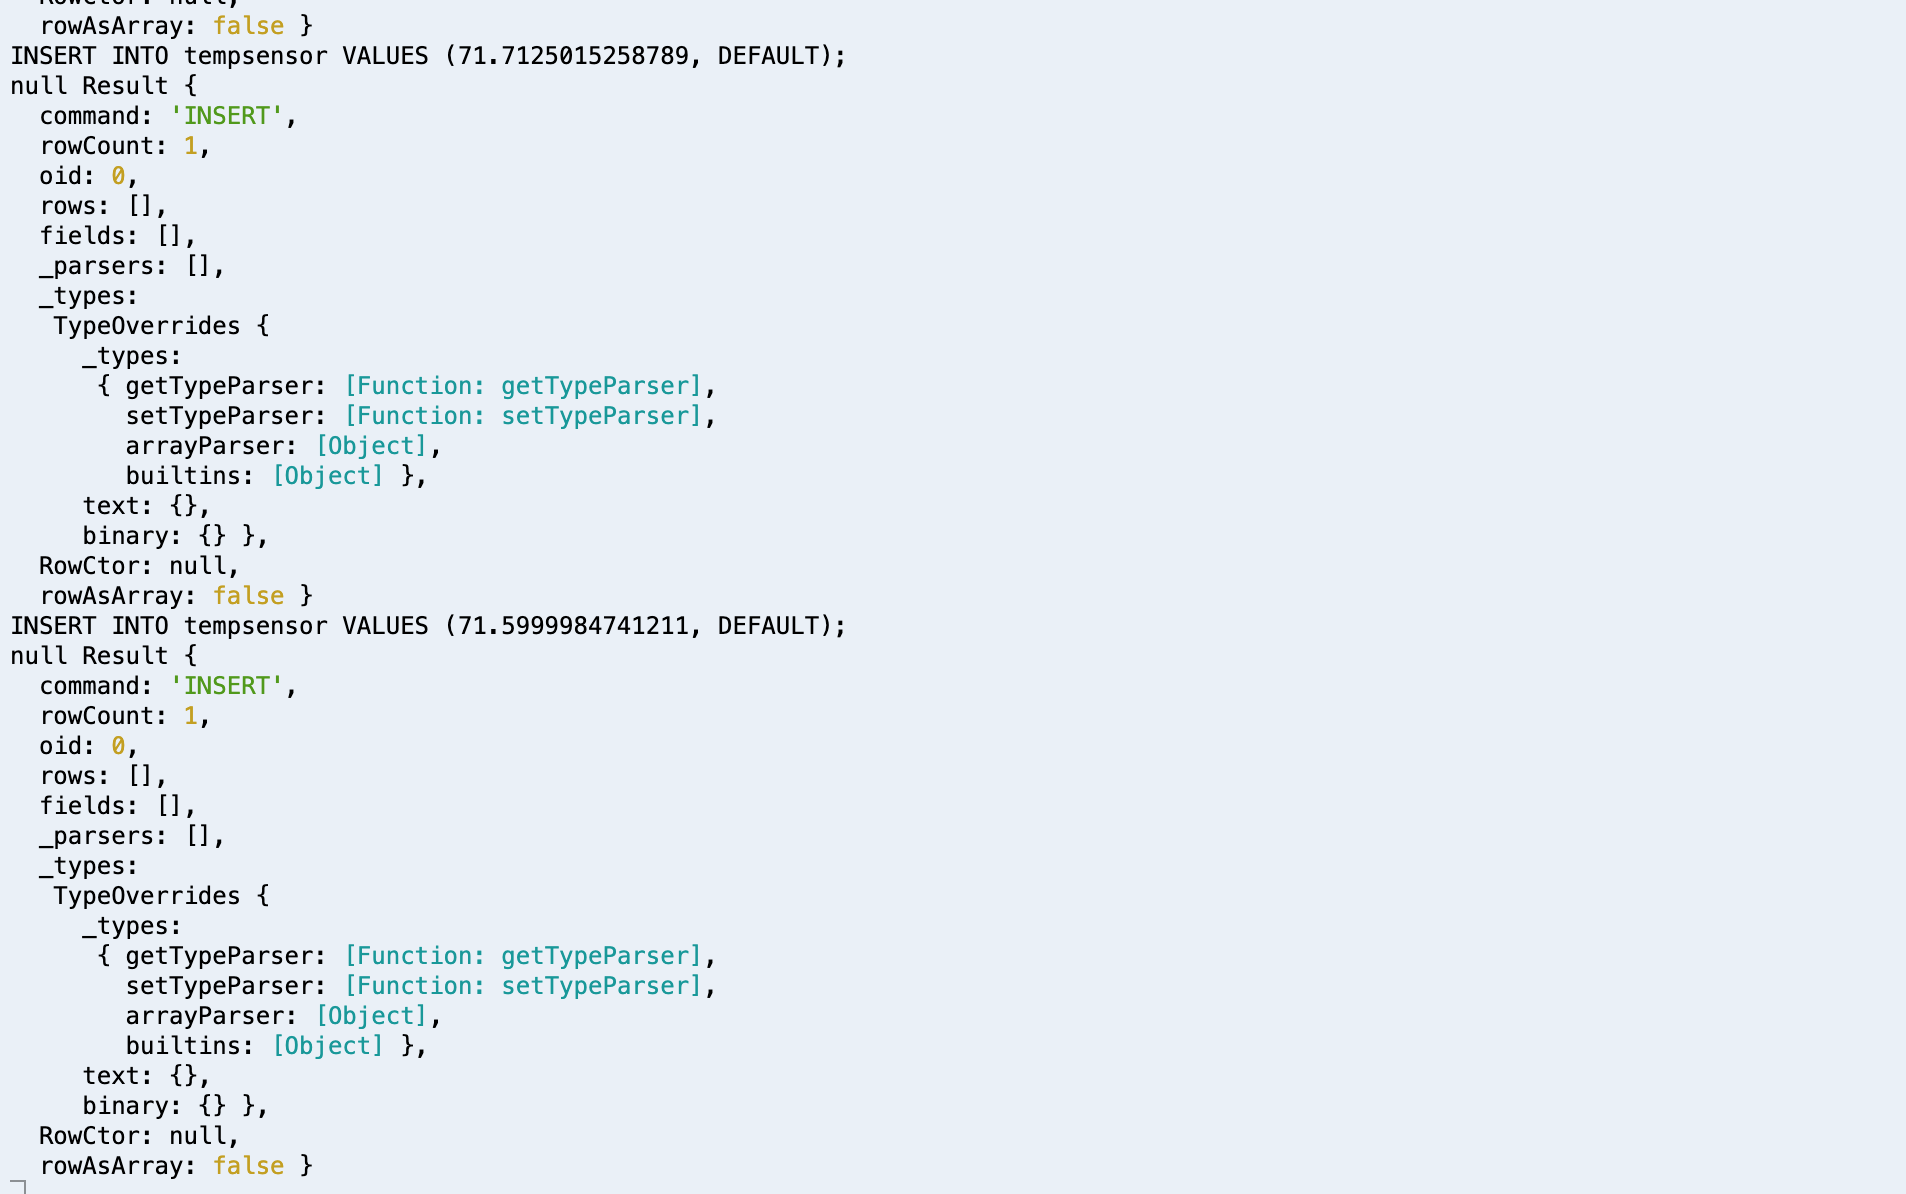 RowCtor: null,
  rowAsArray: false }
INSERT INTO tempsensor VALUES (71.7125015258789, DEFAULT);
null Result {
  command: 'INSERT',
  rowCount: 1,
  oid: 0,
  rows: [],
  fields: [],
  _parsers: [],
  _types:
   TypeOverrides {
     _types:
      { getTypeParser: [Function: getTypeParser],
        setTypeParser: [Function: setTypeParser],
        arrayParser: [Object],
        builtins: [Object] },
     text: {},
     binary: {} },
  RowCtor: null,
  rowAsArray: false }
INSERT INTO tempsensor VALUES (71.5999984741211, DEFAULT);
null Result {
  command: 'INSERT',
  rowCount: 1,
  oid: 0,
  rows: [],
  fields: [],
  _parsers: [],
  _types:
   TypeOverrides {
     _types:
      { getTypeParser: [Function: getTypeParser],
        setTypeParser: [Function: setTypeParser],
        arrayParser: [Object],
        builtins: [Object] },
     text: {},
     binary: {} },
  RowCtor: null,
  rowAsArray: false }